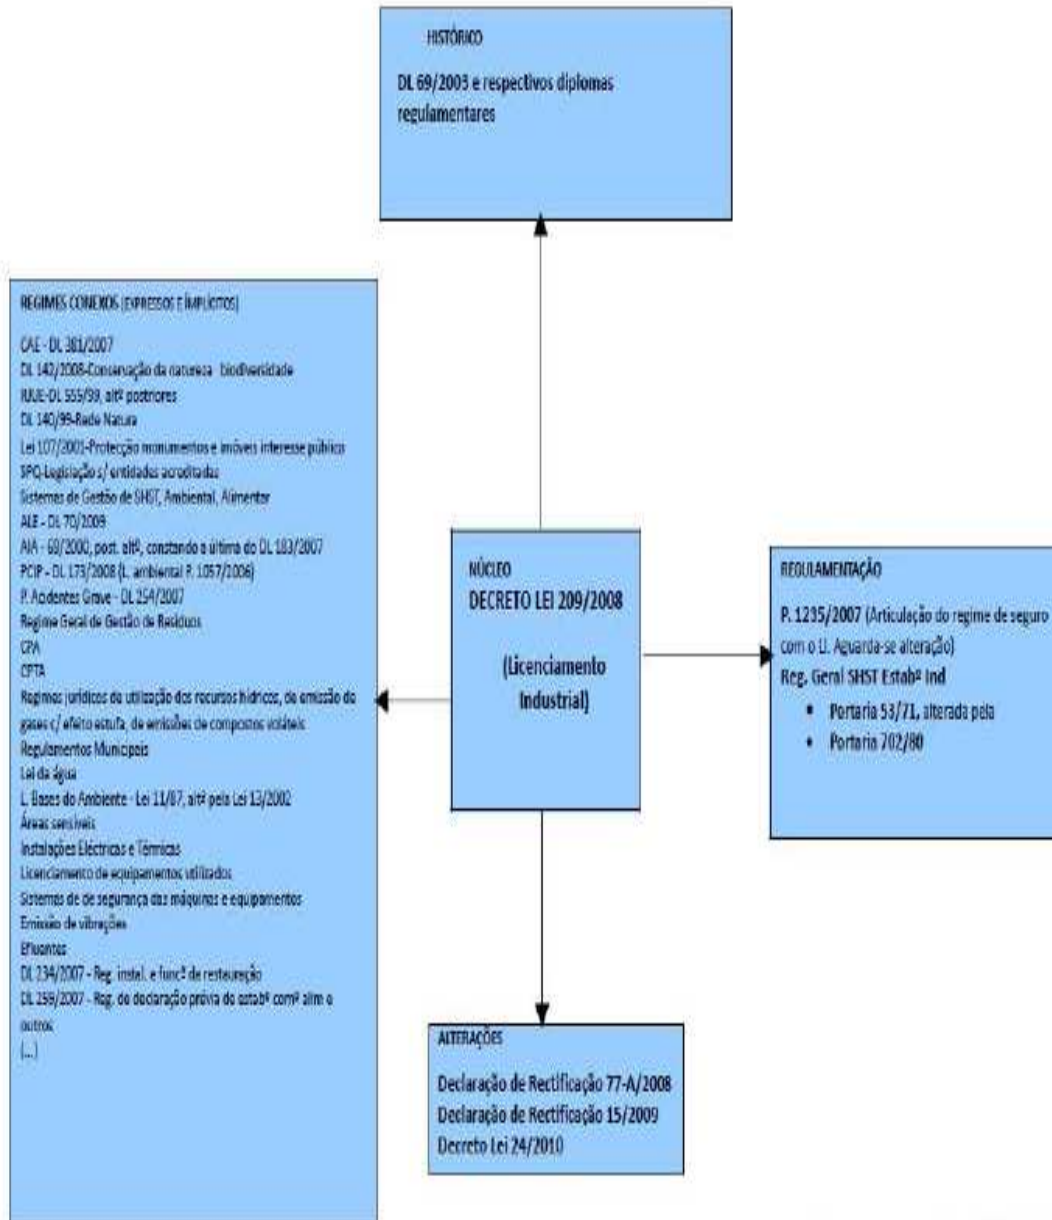 HISTÓRICO
DL 69/2003 e respectivos diplomas
regulamentares
REGIMES CONEXOS (EXPRESSOS E ÍMPLÍCITOS)
CAE - DL 381/2007
DL 142/2008-Conservação da natureza biodiversidade
RJUE-DL 555/99, altª postriores
DL 140/99-Rede Natura
Lei 107/2001-Protecção monumentos e imóveis interesse público
SPQ-Legislação s/ entidades acreditadas
Sistemas de Gestão de SHST, Ambiental, Alimentar
ALE - DL 70/2009
AIA - 69/2000, post. altª, constando a última do DL 183/2007
PCIP - DL 173/2008 (L. ambiental P. 1057/2006)
P. Acidentes Grave - DL 254/2007
Regime Geral de Gestão de Resíduos
CPA
CPTA
Regimes jurídicos de utilização dos recursos hídricos, de emissão de
gases c/ efeito estufa, de emissões de compostos voláteis
Regulamentos Municipais
Lei da água
L. Bases do Ambiente - Lei 11/87, altª pela Lei 13/2002
Áreas sensíveis
Instalações Eléctricas e Térmicas
Licenciamento de equipamentos utilizados
Sistemas de de segurança das máquinas e equipamentos
Emissão de vibrações
Efluentes
DL 234/2007 - Reg. instal. e funcª de restauração
DL 259/2007 - Reg. de declaração prévia de estabº comº alim e
outros
(...)
NÚCLEO
DECRETO LEI 209/2008
(Licenciamento
Industrial)
REGULAMENTAÇÃO
P. 1235/2007 (Articulação do regime de seguro
com o LI. Aguarda-se alteração)
Reg. Geral SHST Estabº Ind
• Portaria 53/71, alterada pela
• Portaria 702/80
ALTERAÇÕES
Declaração de Rectificação 77-A/2008
Declaração de Rectificação 15/2009
Decreto Lei 24/2010